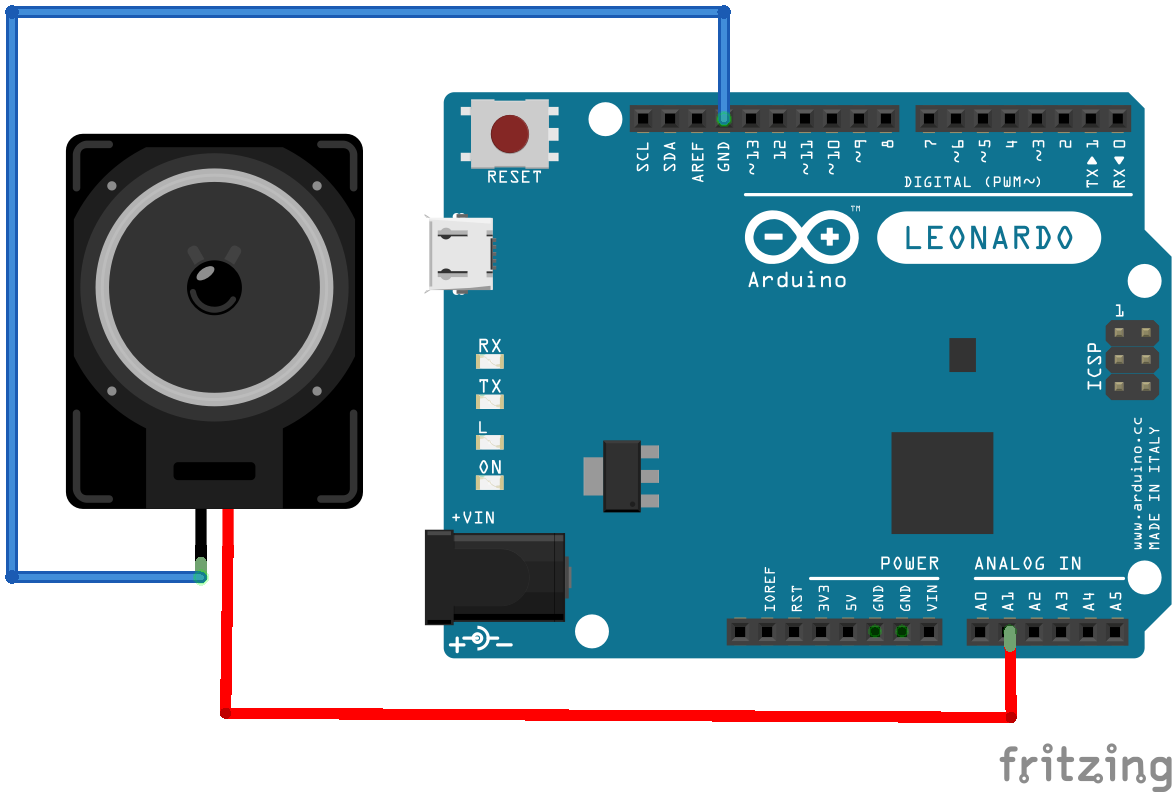 RESET
SCL
SDA
AREF
GND
~13
12
~11
~10
~9
8
7
~6
~5
4
~3
2
TX▶1
RX◀0
DIGITAL (PWM~)
TM
LEONARDO
Arduino
1
ICSP
RX
TX
L
ON
www.arduino.cc
MADE IN ITALY
+VIN
POWER
ANALOG IN
IOREF
RST
3V3
5V
GND
GND
VIN
A0
A1
A2
A3
A4
A5
fritzing